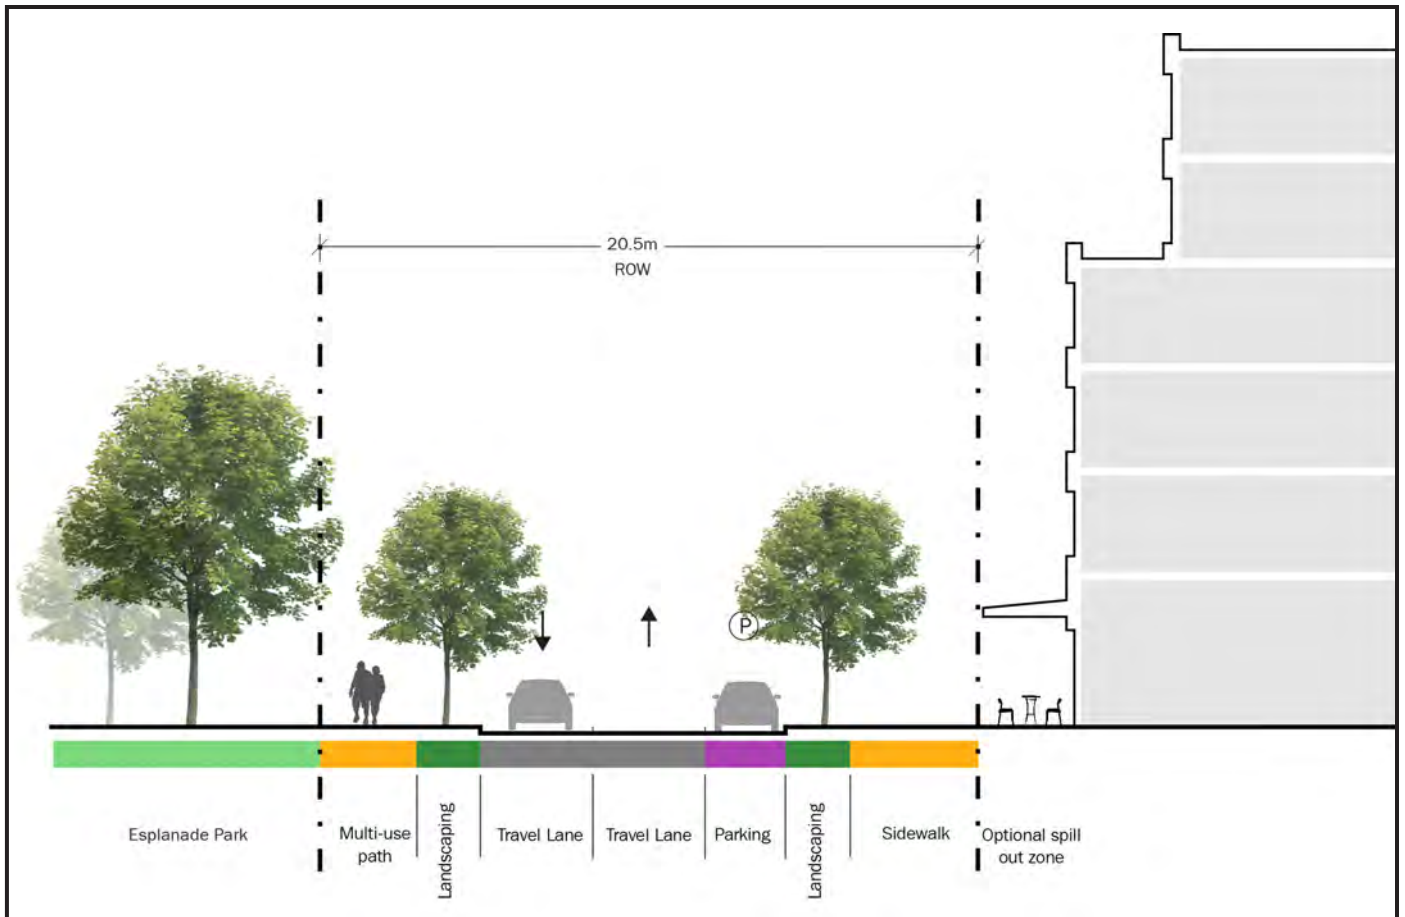 20.5m
ROW
P
Esplanade Park
Multi-use
path
Landscaping
Travel Lane
Travel Lane
Parking
Landscaping
Sidewalk
Optional spill
out zone